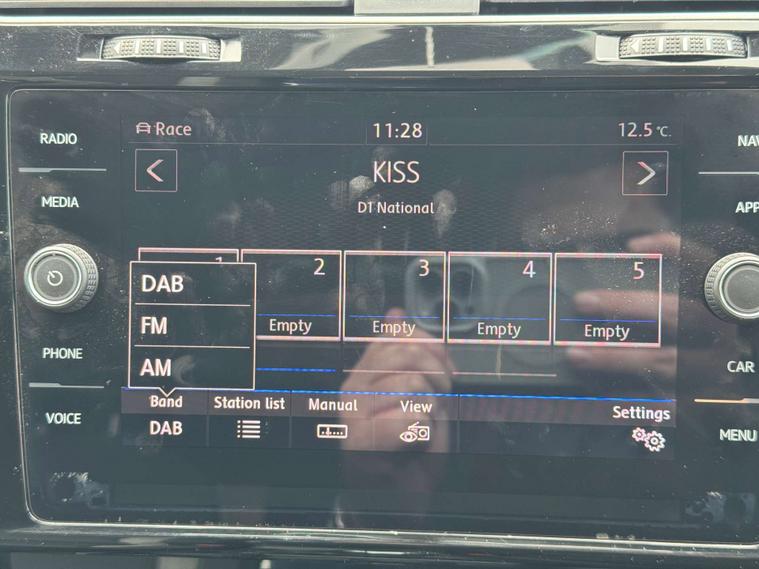 RADIO
MEDIA
PHONE
VOICE
Race
11:28
12.5°C
KISS
D1 National
1
2
3
4
5
Empty
Empty
Empty
Empty
DAB
FM
AM
Band
Station list
Manual
View
Settings
DAB
NAV
APP
CAR
MENU